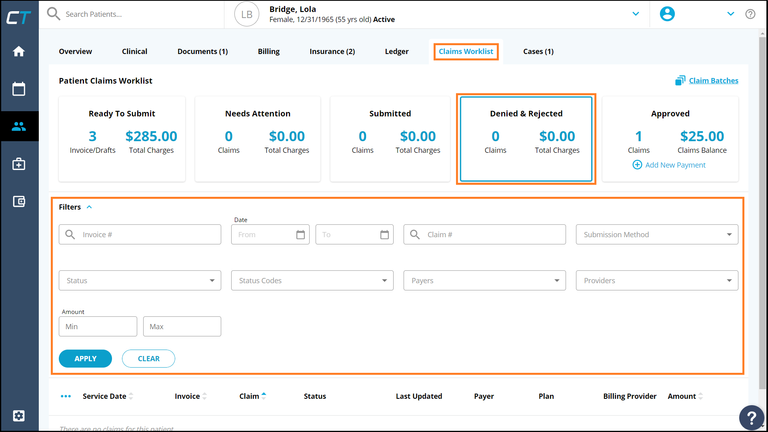 CT
Search Patients...
LB
Bridge, Lola
Female, 12/31/1965 (55 yrs old) Active
?
Overview
Clinical
Documents (1)
Billing
Insurance (2)
Ledger
Claims Worklist
Cases (1)
Patient Claims Worklist
Claim Batches
Ready To Submit
3
$285.00
Invoice/Drafts
Total Charges
Needs Attention
0
$0.00
Claims
Total Charges
Submitted
0
$0.00
Claims
Total Charges
Denied & Rejected
0
$0.00
Claims
Total Charges
Approved
1
$25.00
Claims
Claims Balance
Add New Payment
Filters
Invoice #
Date
From
To
Claim #
Submission Method
Status
Status Codes
Payers
Providers
Amount
Min
Max
APPLY
CLEAR
Service Date
Invoice
Claim
Status
Last Updated
Payer
Plan
Billing Provider
Amount
There are no claims for this patient
?